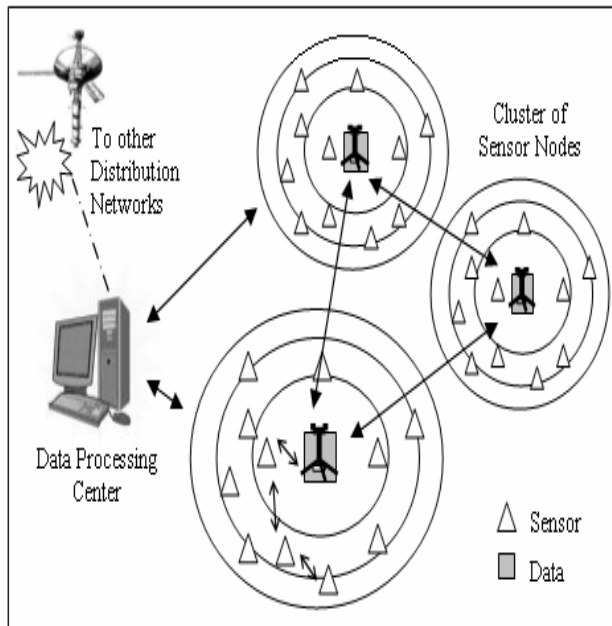 To other
Distribution
Networks
Cluster of
Sensor Nodes
Data Processing
Center
Sensor
Data